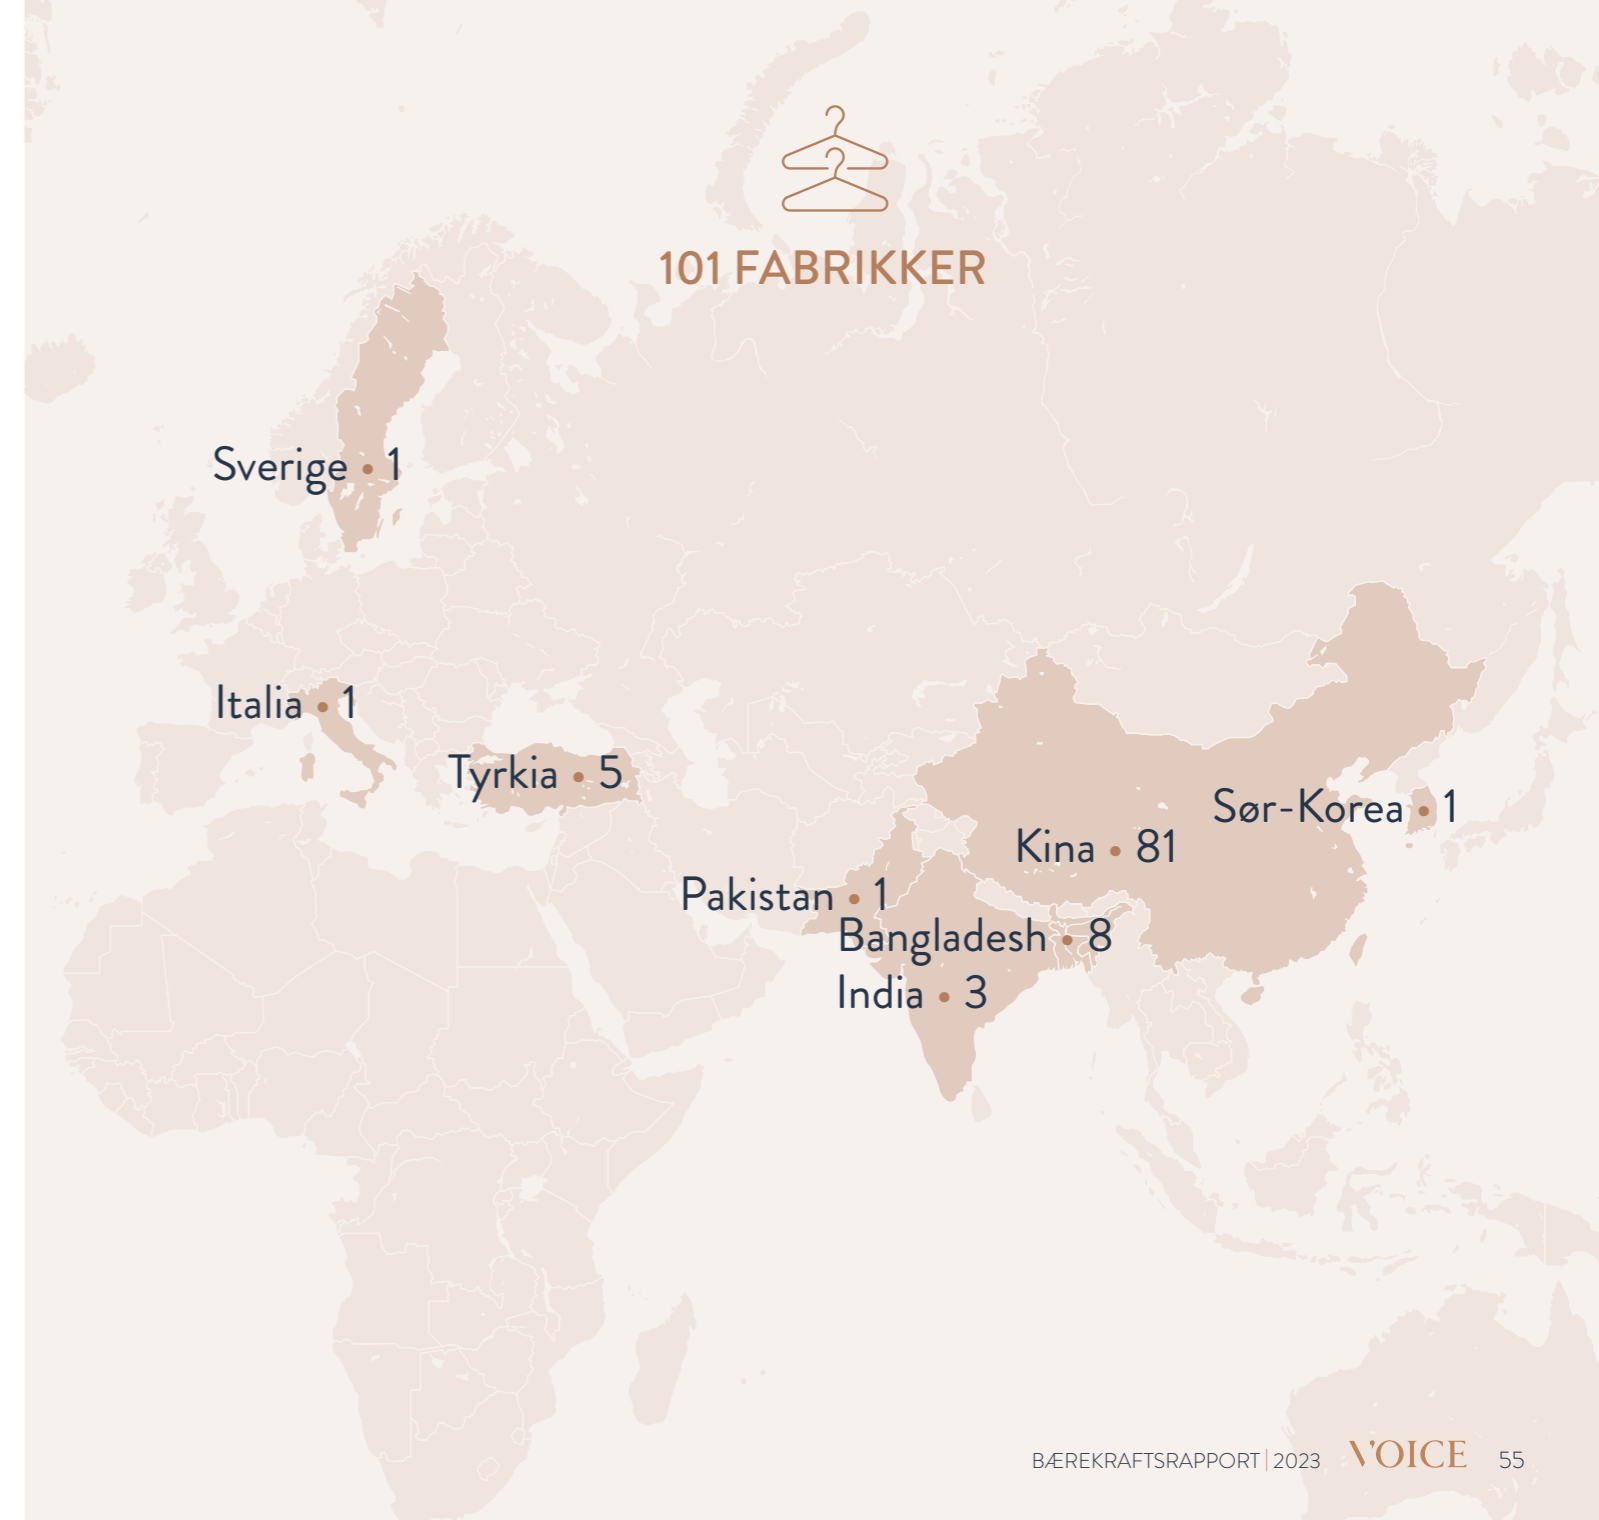 101 FABRIKKER
Sverige • 1
Italia • 1
Tyrkia • 5
Sør-Korea • 1
Kina • 81
Pakistan • 1
Bangladesh • 8
India • 3
BÆREKRAFTSRAPPORT | 2023 VOICE 55